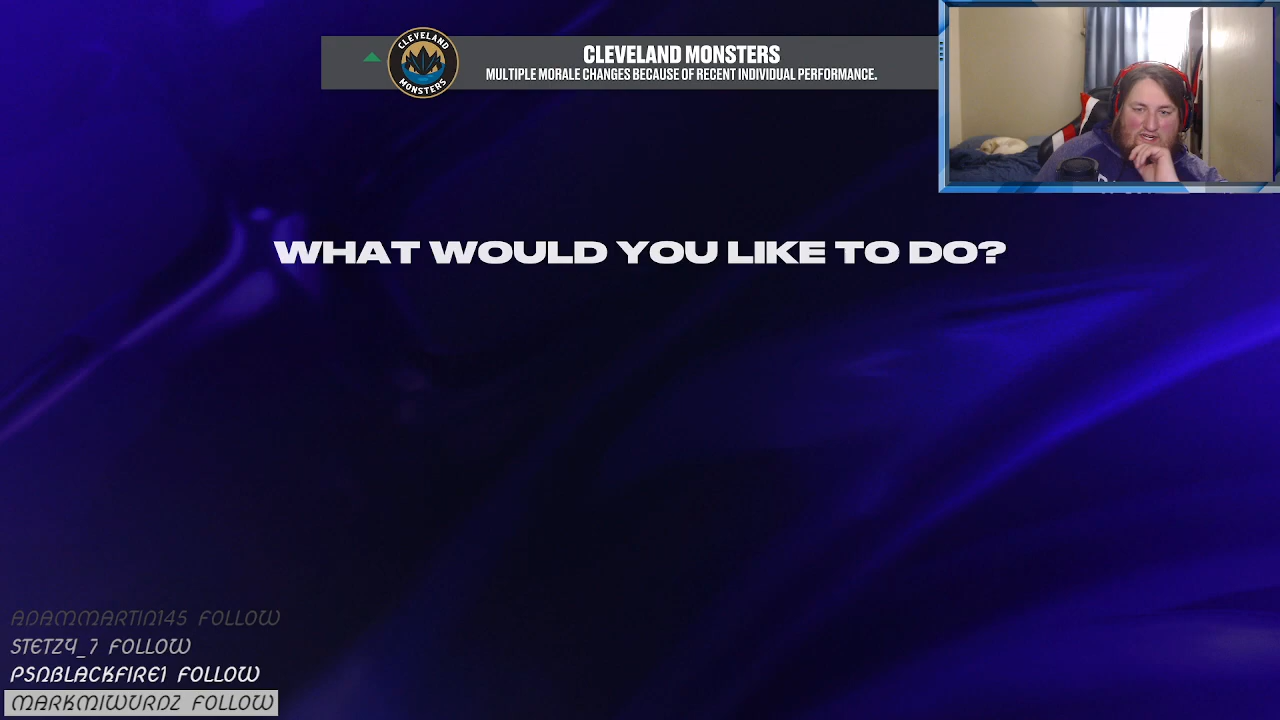 CLEVELAND
MONSTERS
CLEVELAND MONSTERS
MULTIPLE MORALE CHANGES BECAUSE OF RECENT INDIVIDUAL PERFORMANCE.
WHAT WOULD YOU LIKE TO DO?
ADAMMARTIN145 FOLLOW
STETZY_7 FOLLOW
PSNBLACKFIRE1 FOLLOW
MARKMIWURDZ FOLLOW